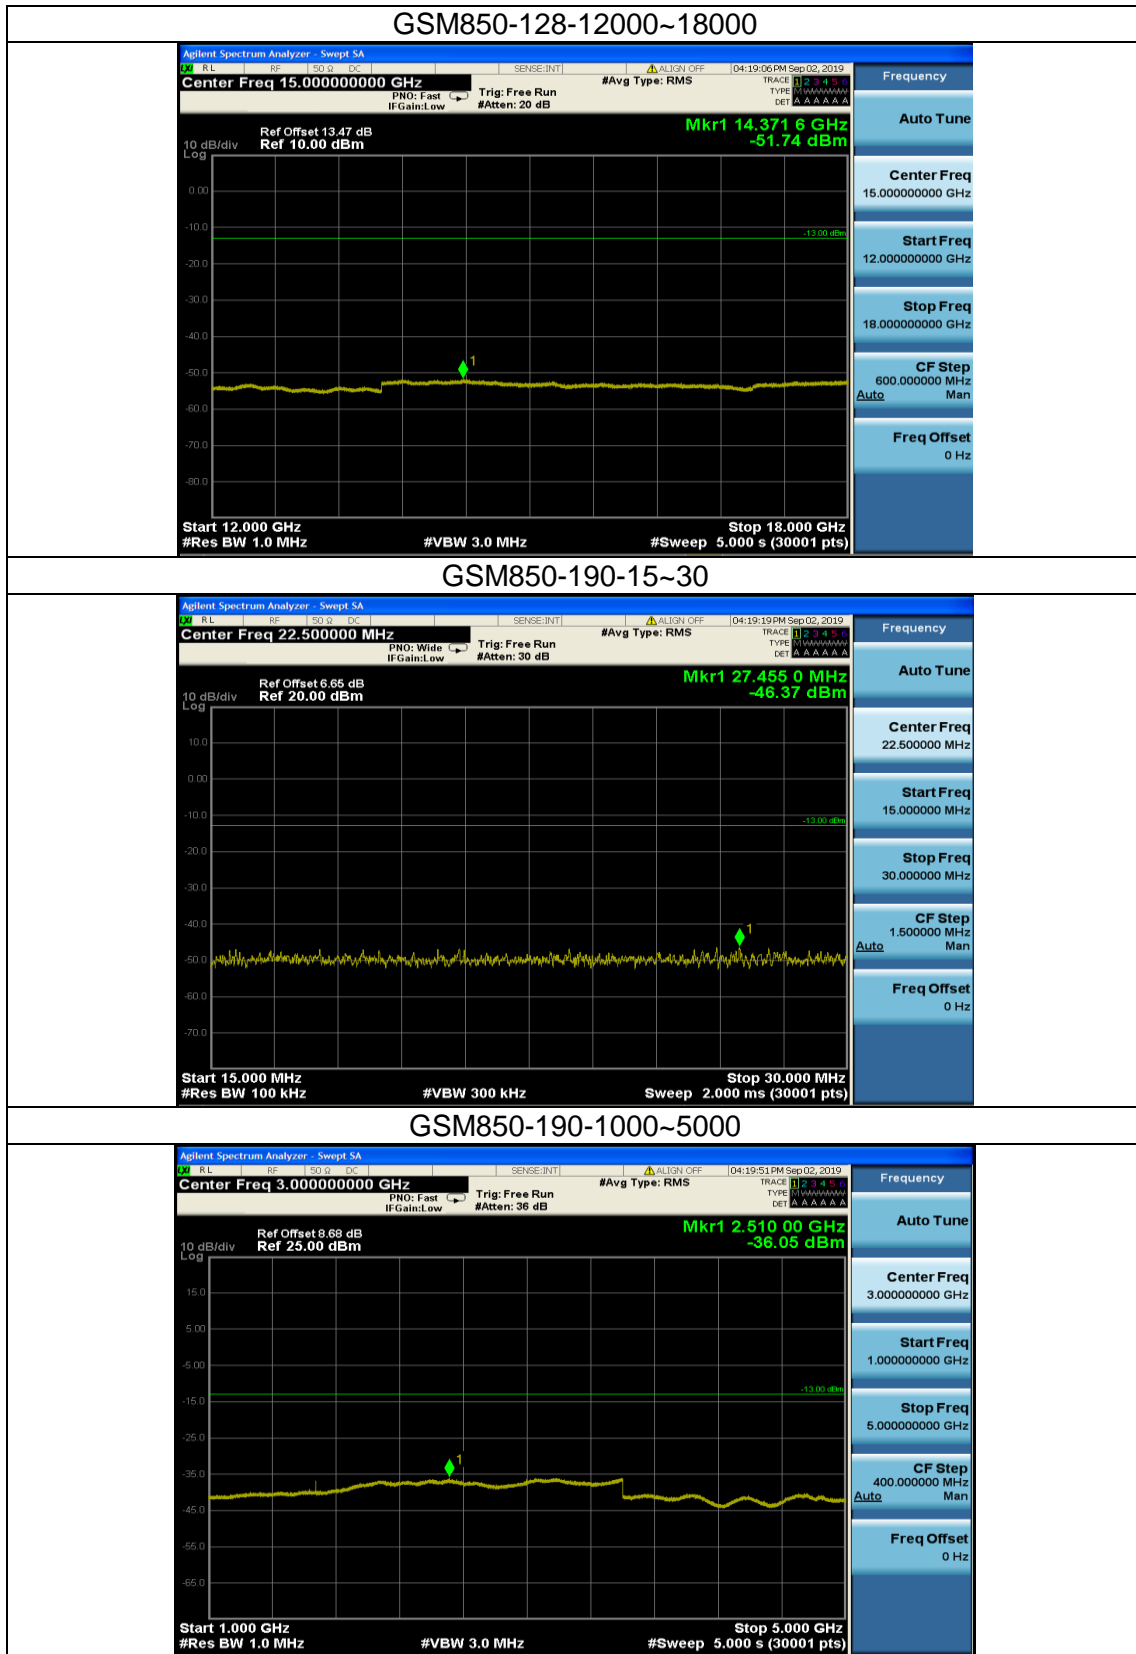 GSM850-128-12000~18000
Agilent Spectrum Analyzer - Swept SA
LXI RL RF 50 Ω DC SENSE:INT ALIGN OFF 04:19:06 PM Sep 02, 2019
Center Freq 15.000000000 GHz #Avg Type: RMS TRACE 1 2 3 4 5 6
PNO: Fast Trig: Free Run TYPE M W W W W W
IFGain:Low #Atten: 20 dB DET A A A A A A
Mkr1 14.371 6 GHz
Ref Offset 13.47 dB
10 dB/div Ref 10.00 dBm -51.74 dBm
Log
0.00
-10.0
-13.00 dBm
-20.0
-30.0
-40.0
1
-50.0
-60.0
-70.0
-80.0
Start 12.000 GHz Stop 18.000 GHz
#Res BW 1.0 MHz #VBW 3.0 MHz #Sweep 5.000 s (30001 pts)
Frequency
Auto Tune
Center Freq
15.000000000 GHz
Start Freq
12.000000000 GHz
Stop Freq
18.000000000 GHz
CF Step
600.000000 MHz
Auto Man
Freq Offset
0 Hz
GSM850-190-15~30
Agilent Spectrum Analyzer - Swept SA
LXI RL RF 50 Ω DC SENSE:INT ALIGN OFF 04:19:19 PM Sep 02, 2019
Center Freq 22.500000 MHz #Avg Type: RMS TRACE 1 2 3 4 5 6
PNO: Wide Trig: Free Run TYPE M W W W W W
IFGain:Low #Atten: 30 dB DET A A A A A A
Mkr1 27.455 0 MHz
Ref Offset 6.65 dB
10 dB/div Ref 20.00 dBm -46.37 dBm
Log
10.0
0.00
-10.0
-13.00 dBm
-20.0
-30.0
-40.0
1
-50.0
-60.0
-70.0
Start 15.000 MHz Stop 30.000 MHz
#Res BW 100 kHz #VBW 300 kHz Sweep 2.000 ms (30001 pts)
Frequency
Auto Tune
Center Freq
22.500000 MHz
Start Freq
15.000000 MHz
Stop Freq
30.000000 MHz
CF Step
1.500000 MHz
Auto Man
Freq Offset
0 Hz
GSM850-190-1000~5000
Agilent Spectrum Analyzer - Swept SA
LXI RL RF 50 Ω DC SENSE:INT ALIGN OFF 04:19:51 PM Sep 02, 2019
Center Freq 3.000000000 GHz #Avg Type: RMS TRACE 1 2 3 4 5 6
PNO: Fast Trig: Free Run TYPE M W W W W W
IFGain:Low #Atten: 36 dB DET A A A A A A
Mkr1 2.510 00 GHz
Ref Offset 8.68 dB
10 dB/div Ref 25.00 dBm -36.05 dBm
Log
15.0
5.00
-5.00
-13.00 dBm
-15.0
-25.0
1
-35.0
-45.0
-55.0
-65.0
Start 1.000 GHz Stop 5.000 GHz
#Res BW 1.0 MHz #VBW 3.0 MHz #Sweep 5.000 s (30001 pts)
Frequency
Auto Tune
Center Freq
3.000000000 GHz
Start Freq
1.000000000 GHz
Stop Freq
5.000000000 GHz
CF Step
400.000000 MHz
Auto Man
Freq Offset
0 Hz